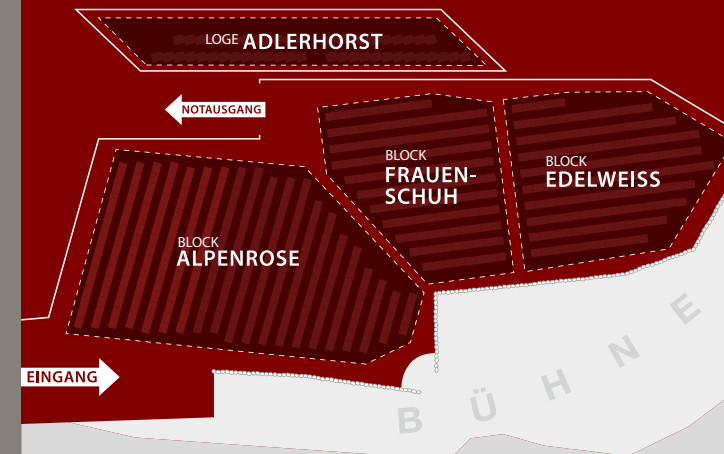 LOGE ADLERHORST
NOTAUSGANG
BLOCK
FRAUEN-
SCHUH
BLOCK
EDELWEISS
BLOCK
ALPENROSE
EINGANG
BÜHNE